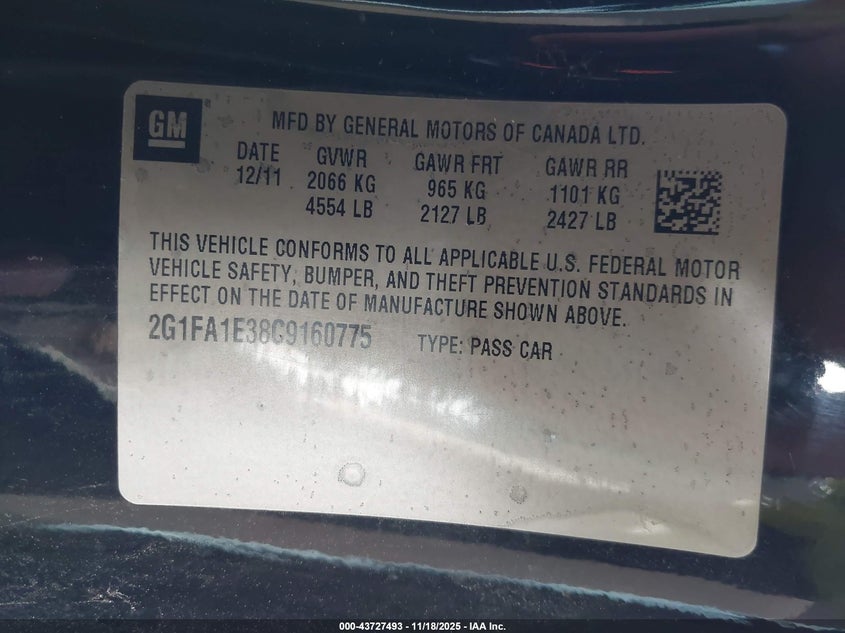 GM
MFD BY GENERAL MOTORS OF CANADA LTD.
DATE GVWR GAWR FRT GAWR RR
12/11 2066 KG 965 KG 1101 KG
4554 LB 2127 LB 2427 LB
THIS VEHICLE CONFORMS TO ALL APPLICABLE U.S. FEDERAL MOTOR
VEHICLE SAFETY, BUMPER, AND THEFT PREVENTION STANDARDS IN
EFFECT ON THE DATE OF MANUFACTURE SHOWN ABOVE.
2G1FA1E38C9160775 TYPE: PASS CAR
000-43727493 - 11/18/2025 - IAA Inc.